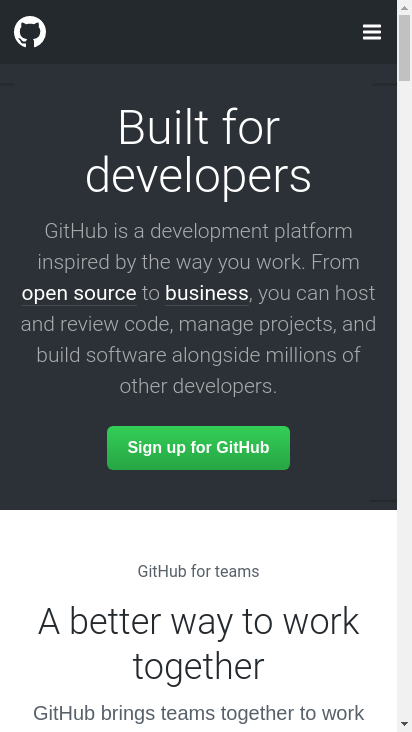 Built for
developers
GitHub is a development platform
inspired by the way you work. From
open source to business, you can host
and review code, manage projects, and
build software alongside millions of
other developers.
Sign up for GitHub
GitHub for teams
A better way to work
together
GitHub brings teams together to work